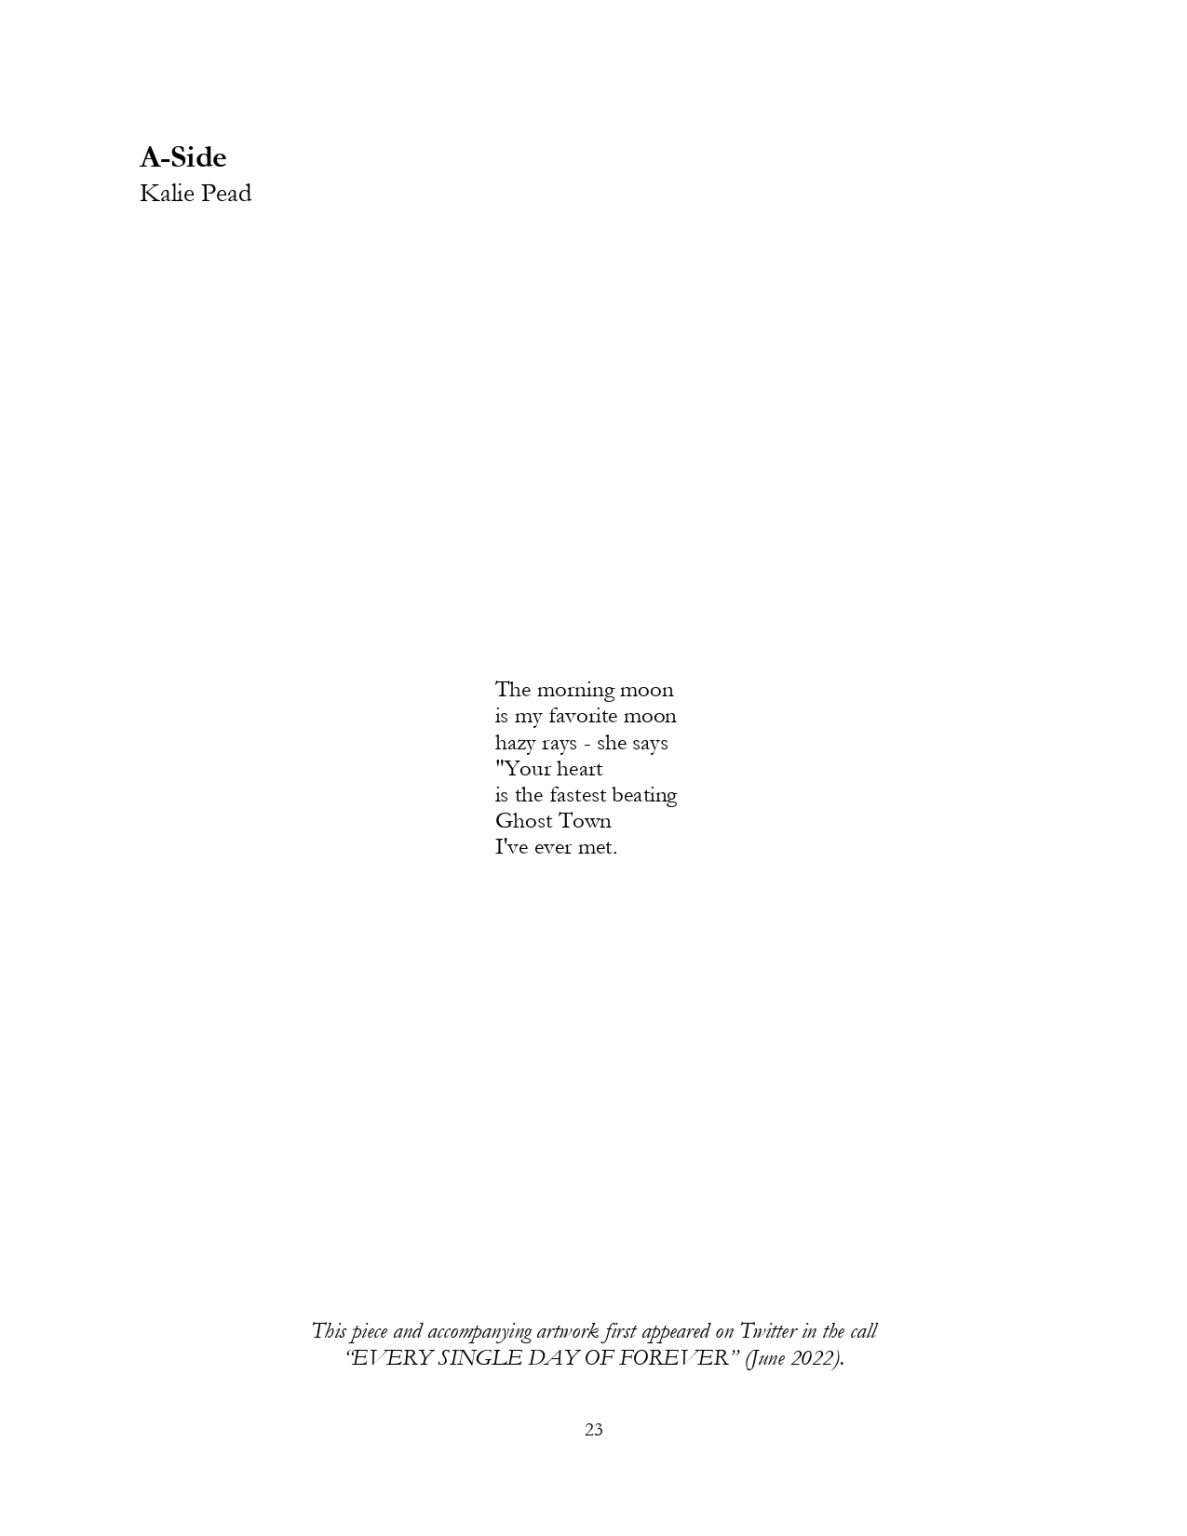 A-Side
Kalie Pead
The morning moon
is my favorite moon
hazy rays - she says
"Your heart
is the fastest beating
Ghost Town
I've ever met.
This piece and accompanying artwork first appeared on Twitter in the call
“EVERY SINGLE DAY OF FOREVER” (June 2022).
23